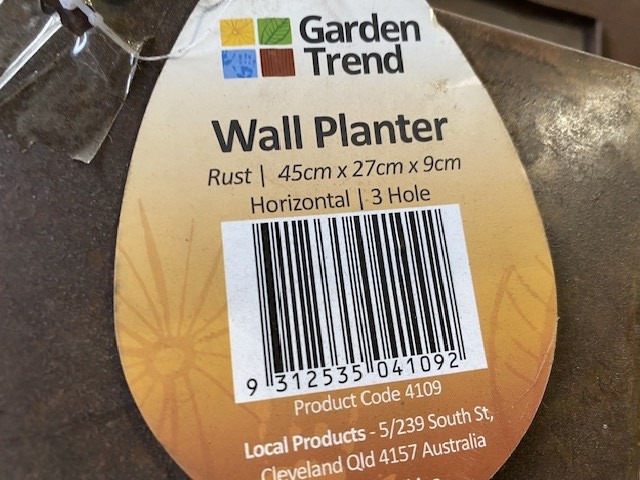 Garden
Trend
Wall Planter
Rust | 45cm x 27cm x 9cm
Horizontal | 3 Hole
9 312535 041092
Product Code 4109
Local Products - 5/239 South St,
Cleveland Qld 4157 Australia